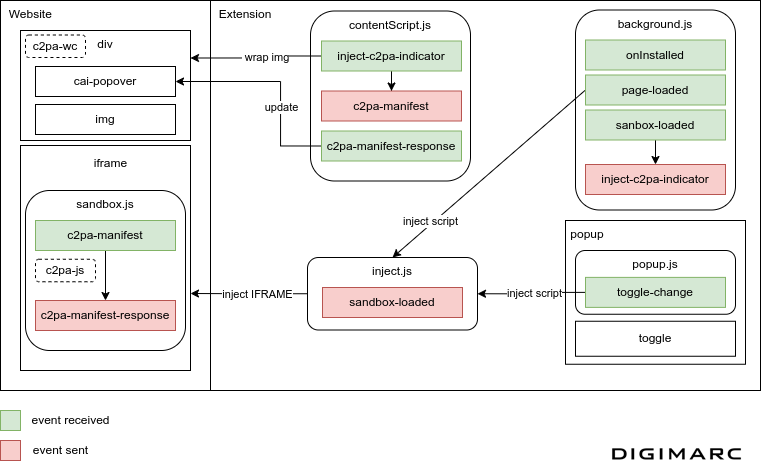 Website
Extension
c2pa-wc
div
cai-popover
img
iframe
sandbox.js
c2pa-manifest
c2pa-js
c2pa-manifest-response
wrap img
update
inject IFRAME
contentScript.js
inject-c2pa-indicator
c2pa-manifest
c2pa-manifest-response
inject script
inject.js
sandbox-loaded
inject script
background.js
onInstalled
page-loaded
sanbox-loaded
inject-c2pa-indicator
popup
popup.js
toggle-change
toggle
event received
event sent
DIGIMARC